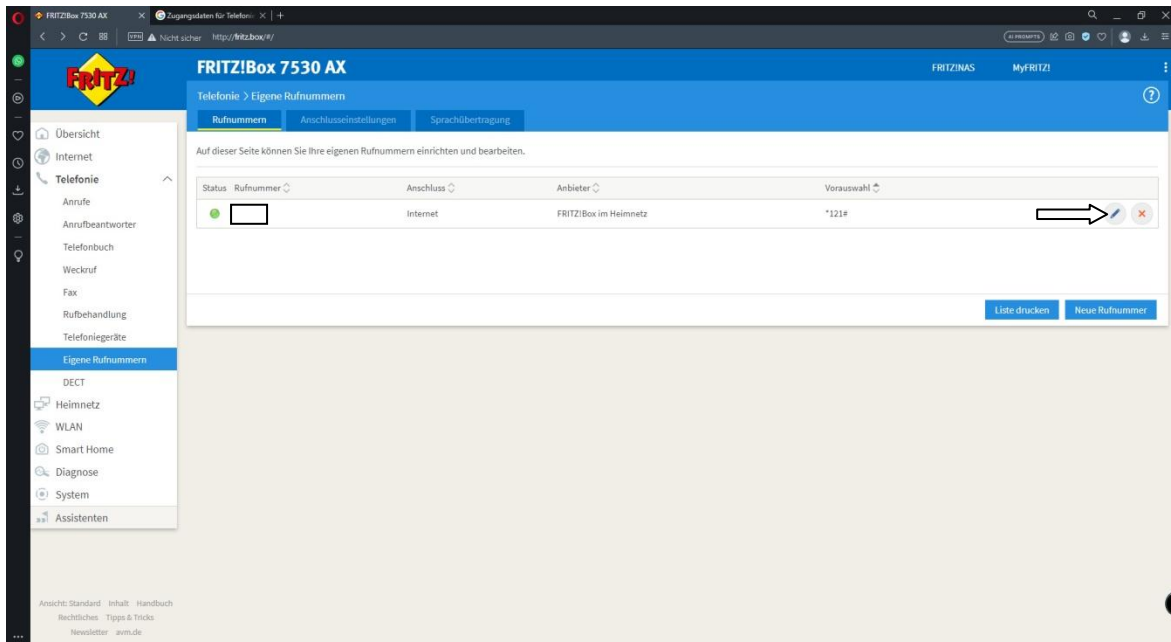 FRITZ!Box 7530 AX
Zugangsdaten für Telefoni
VPN
Nicht sicher
http://fritz.box/#/
AI PROMPTS
FRITZ!
FRITZ!Box 7530 AX
FRITZ!NAS
MyFRITZ!
Telefonie > Eigene Rufnummern
Rufnummern
Anschlusseinstellungen
Sprachübertragung
Auf dieser Seite können Sie Ihre eigenen Rufnummern einrichten und bearbeiten.
Status Rufnummer Anschluss Anbieter Vorauswahl
Internet FRITZ!Box im Heimnetz *121#
Liste drucken
Neue Rufnummer
Übersicht
Internet
Telefonie
Anrufe
Anrufbeantworter
Telefonbuch
Weckruf
Fax
Rufbehandlung
Telefoniegeräte
Eigene Rufnummern
DECT
Heimnetz
WLAN
Smart Home
Diagnose
System
Assistenten
Ansicht: Standard Inhalt Handbuch
Rechtliches Tipps & Tricks
Newsletter avm.de